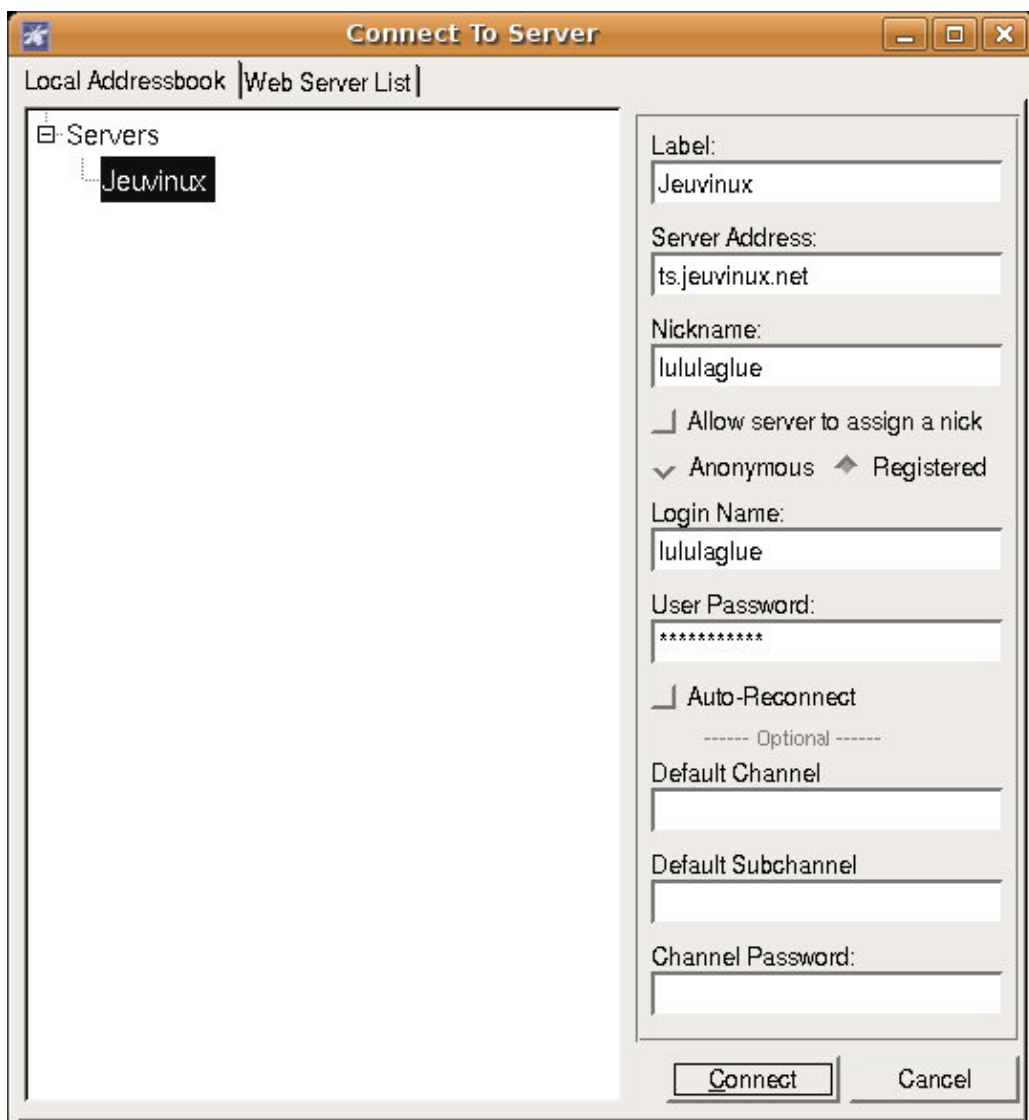 Connect To Server
Local Addressbook Web Server List
Servers
Jeuvinux
Label:
Jeuvinux
Server Address:
ts.jeuvinux.net
Nickname:
lululaglue
Allow server to assign a nick
Anonymous Registered
Login Name:
lululaglue
User Password:
***********
Auto-Reconnect
------ Optional ------
Default Channel
Default Subchannel
Channel Password:
Connect Cancel